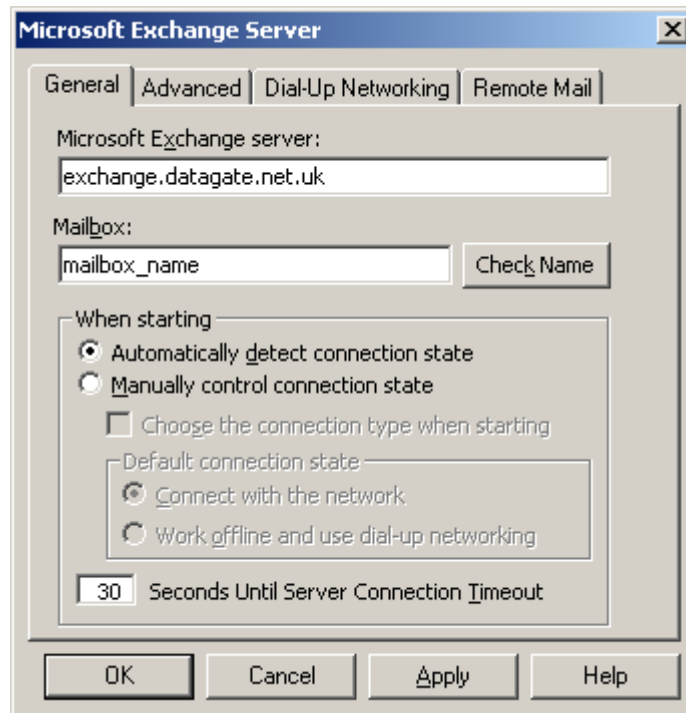 Microsoft Exchange Server
General Advanced Dial-Up Networking Remote Mail
Microsoft Exchange server:
exchange.datagate.net.uk
Mailbox:
mailbox_name Check Name
When starting
Automatically detect connection state
Manually control connection state
Choose the connection type when starting
Default connection state
Connect with the network
Work offline and use dial-up networking
30 Seconds Until Server Connection Timeout
OK Cancel Apply Help